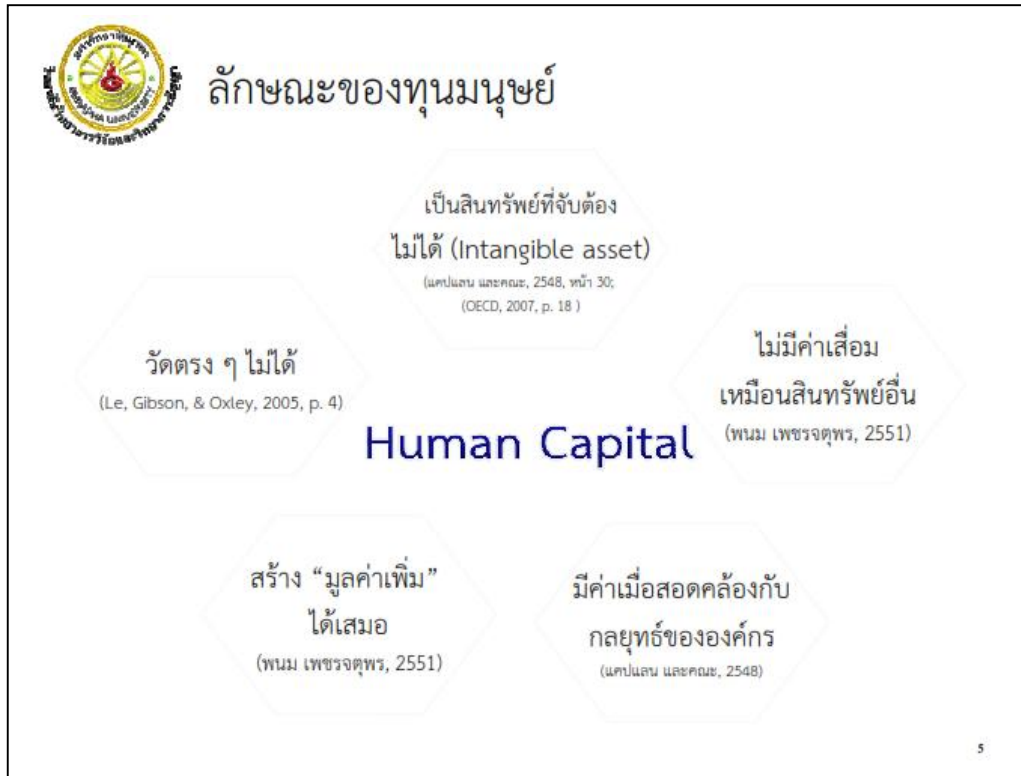 ลักษณะของทุนมนุษย์
เป็นสินทรัพย์ที่จับต้อง
ไม่ได้ (Intangible asset)
(แคปแลน และคณะ, 2548, หน้า 30;
(OECD, 2007, p. 18 )
ไม่มีค่าเสื่อม
เหมือนสินทรัพย์อื่น
(พนม เพชรจตุพร, 2551)
วัดตรง ๆ ไม่ได้
(Le, Gibson, & Oxley, 2005, p. 4)
Human Capital
สร้าง “มูลค่าเพิ่ม”
ได้เสมอ
(พนม เพชรจตุพร, 2551)
มีค่าเมื่อสอดคล้องกับ
กลยุทธ์ขององค์กร
(แคปแลน และคณะ, 2548)
5